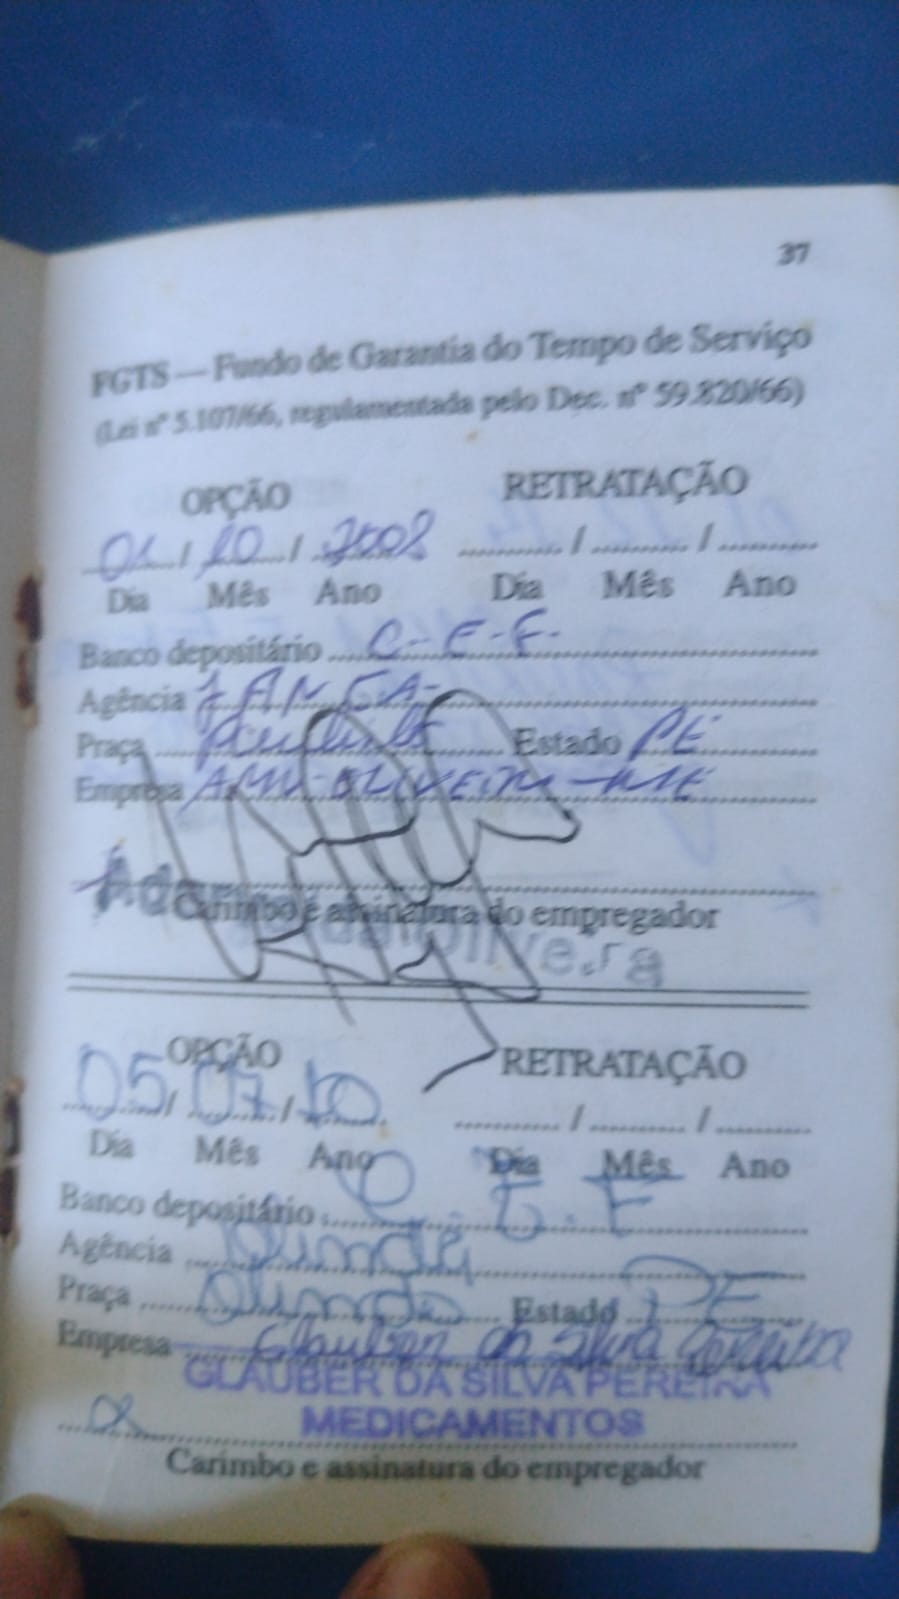 37
FGTS — Fundo de Garantia do Tempo de Serviço
(Lei nº 5.107/66, regulamentada pelo Dec. nº 59.820/66)
OPÇÃO RETRATAÇÃO
01 / 10 / 2008 ............ / ............ / ............
Dia Mês Ano Dia Mês Ano
Banco depositário C-E-F-
Agência
Praça Paulista Estado PE
Empresa OLIVEIRA-ME
Carimbo e assinatura do empregador
Oliveira
OPÇÃO RETRATAÇÃO
05 / 07 / 10 ............ / ............ / ............
Dia Mês Ano Dia Mês Ano
Banco depositário C.E.F
Agência Olinda
Praça Olinda Estado PE
Empresa Glauber da Silva Pereira
GLAUBER DA SILVA PEREIRA
MEDICAMENTOS
Carimbo e assinatura do empregador